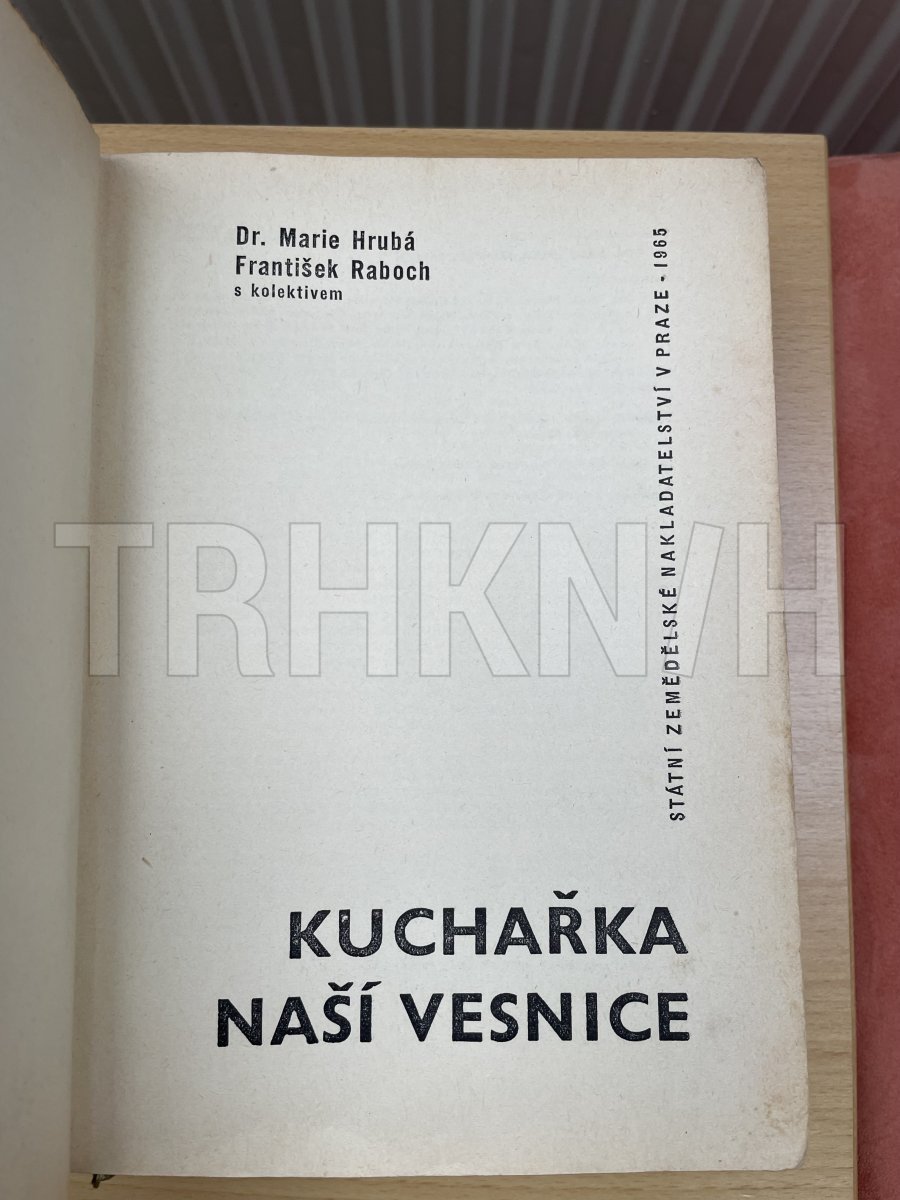 Dr. Marie Hrubá
František Raboch
s kolektivem
STÁTNÍ ZEMĚDĚLSKÉ NAKLADATELSTVÍ V PRAZE • 1965
TRHKNIH
KUCHAŘKA
NAŠÍ VESNICE